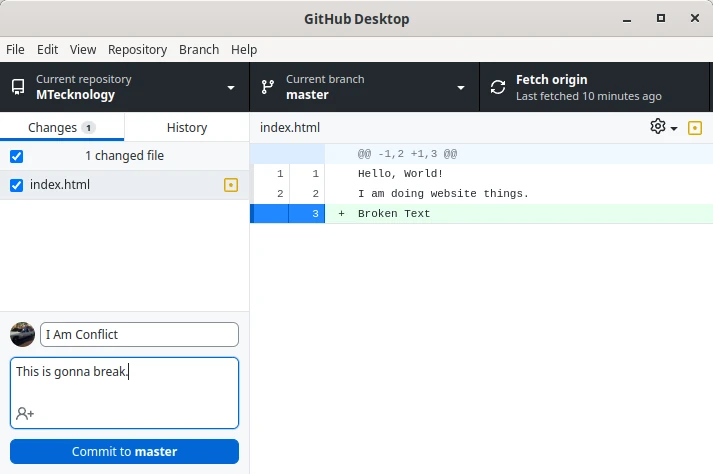 GitHub Desktop
File Edit View Repository Branch Help
Current repository
MTecknology
Current branch
master
Fetch origin
Last fetched 10 minutes ago
Changes 1
History
1 changed file
index.html
I Am Conflict
This is gonna break.
Commit to master
index.html
@@ -1,2 +1,3 @@
1 1 Hello, World!
2 2 I am doing website things.
3 + Broken Text